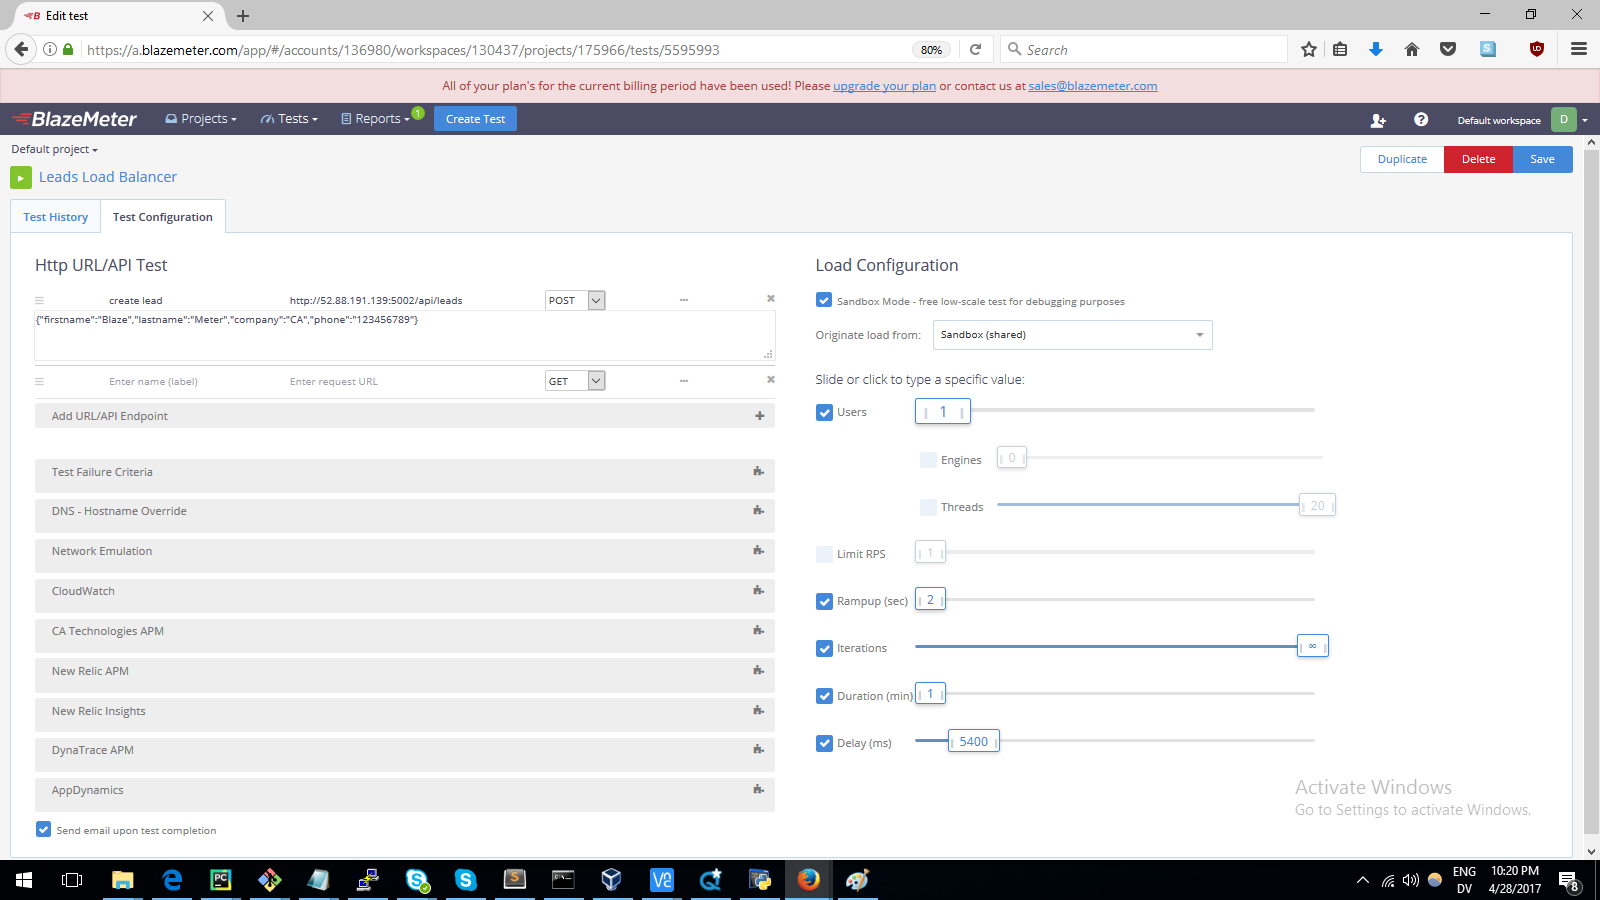 Edit test
https://a.blazemeter.com/app/#/accounts/136980/workspaces/130437/projects/175966/tests/5595993
80%
Search
All of your plan's for the current billing period have been used! Please upgrade your plan or contact us at sales@blazemeter.com
BlazeMeter
Projects
Tests
Reports
1
Create Test
Default workspace
D
Default project
Duplicate
Delete
Save
Leads Load Balancer
Test History
Test Configuration
Http URL/API Test
create lead
http://52.88.191.139:5002/api/leads
POST
{"firstname":"Blaze","lastname":"Meter","company":"CA","phone":"123456789"}
Enter name (label)
Enter request URL
GET
Add URL/API Endpoint
Test Failure Criteria
DNS - Hostname Override
Network Emulation
CloudWatch
CA Technologies APM
New Relic APM
New Relic Insights
DynaTrace APM
AppDynamics
Send email upon test completion
Load Configuration
Sandbox Mode - free low-scale test for debugging purposes
Originate load from:
Sandbox (shared)
Slide or click to type a specific value:
Users
1
Engines
0
Threads
20
Limit RPS
1
Rampup (sec)
2
Iterations
∞
Duration (min)
1
Delay (ms)
5400
Activate Windows
Go to Settings to activate Windows.
ENG
DV
10:20 PM
4/28/2017
8